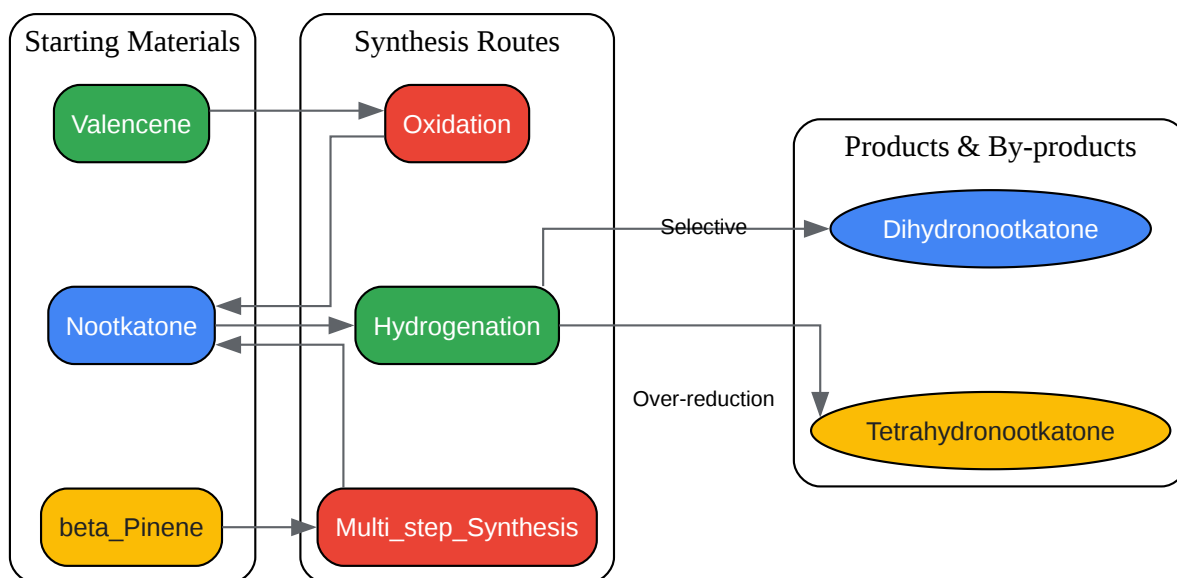 Starting Materials
Valencene
Nootkatone
beta_Pinene
Synthesis Routes
Oxidation
Hydrogenation
Multi_step_Synthesis
Selective
Over-reduction
Products & By-products
Dihydronootkatone
Tetrahydronootkatone